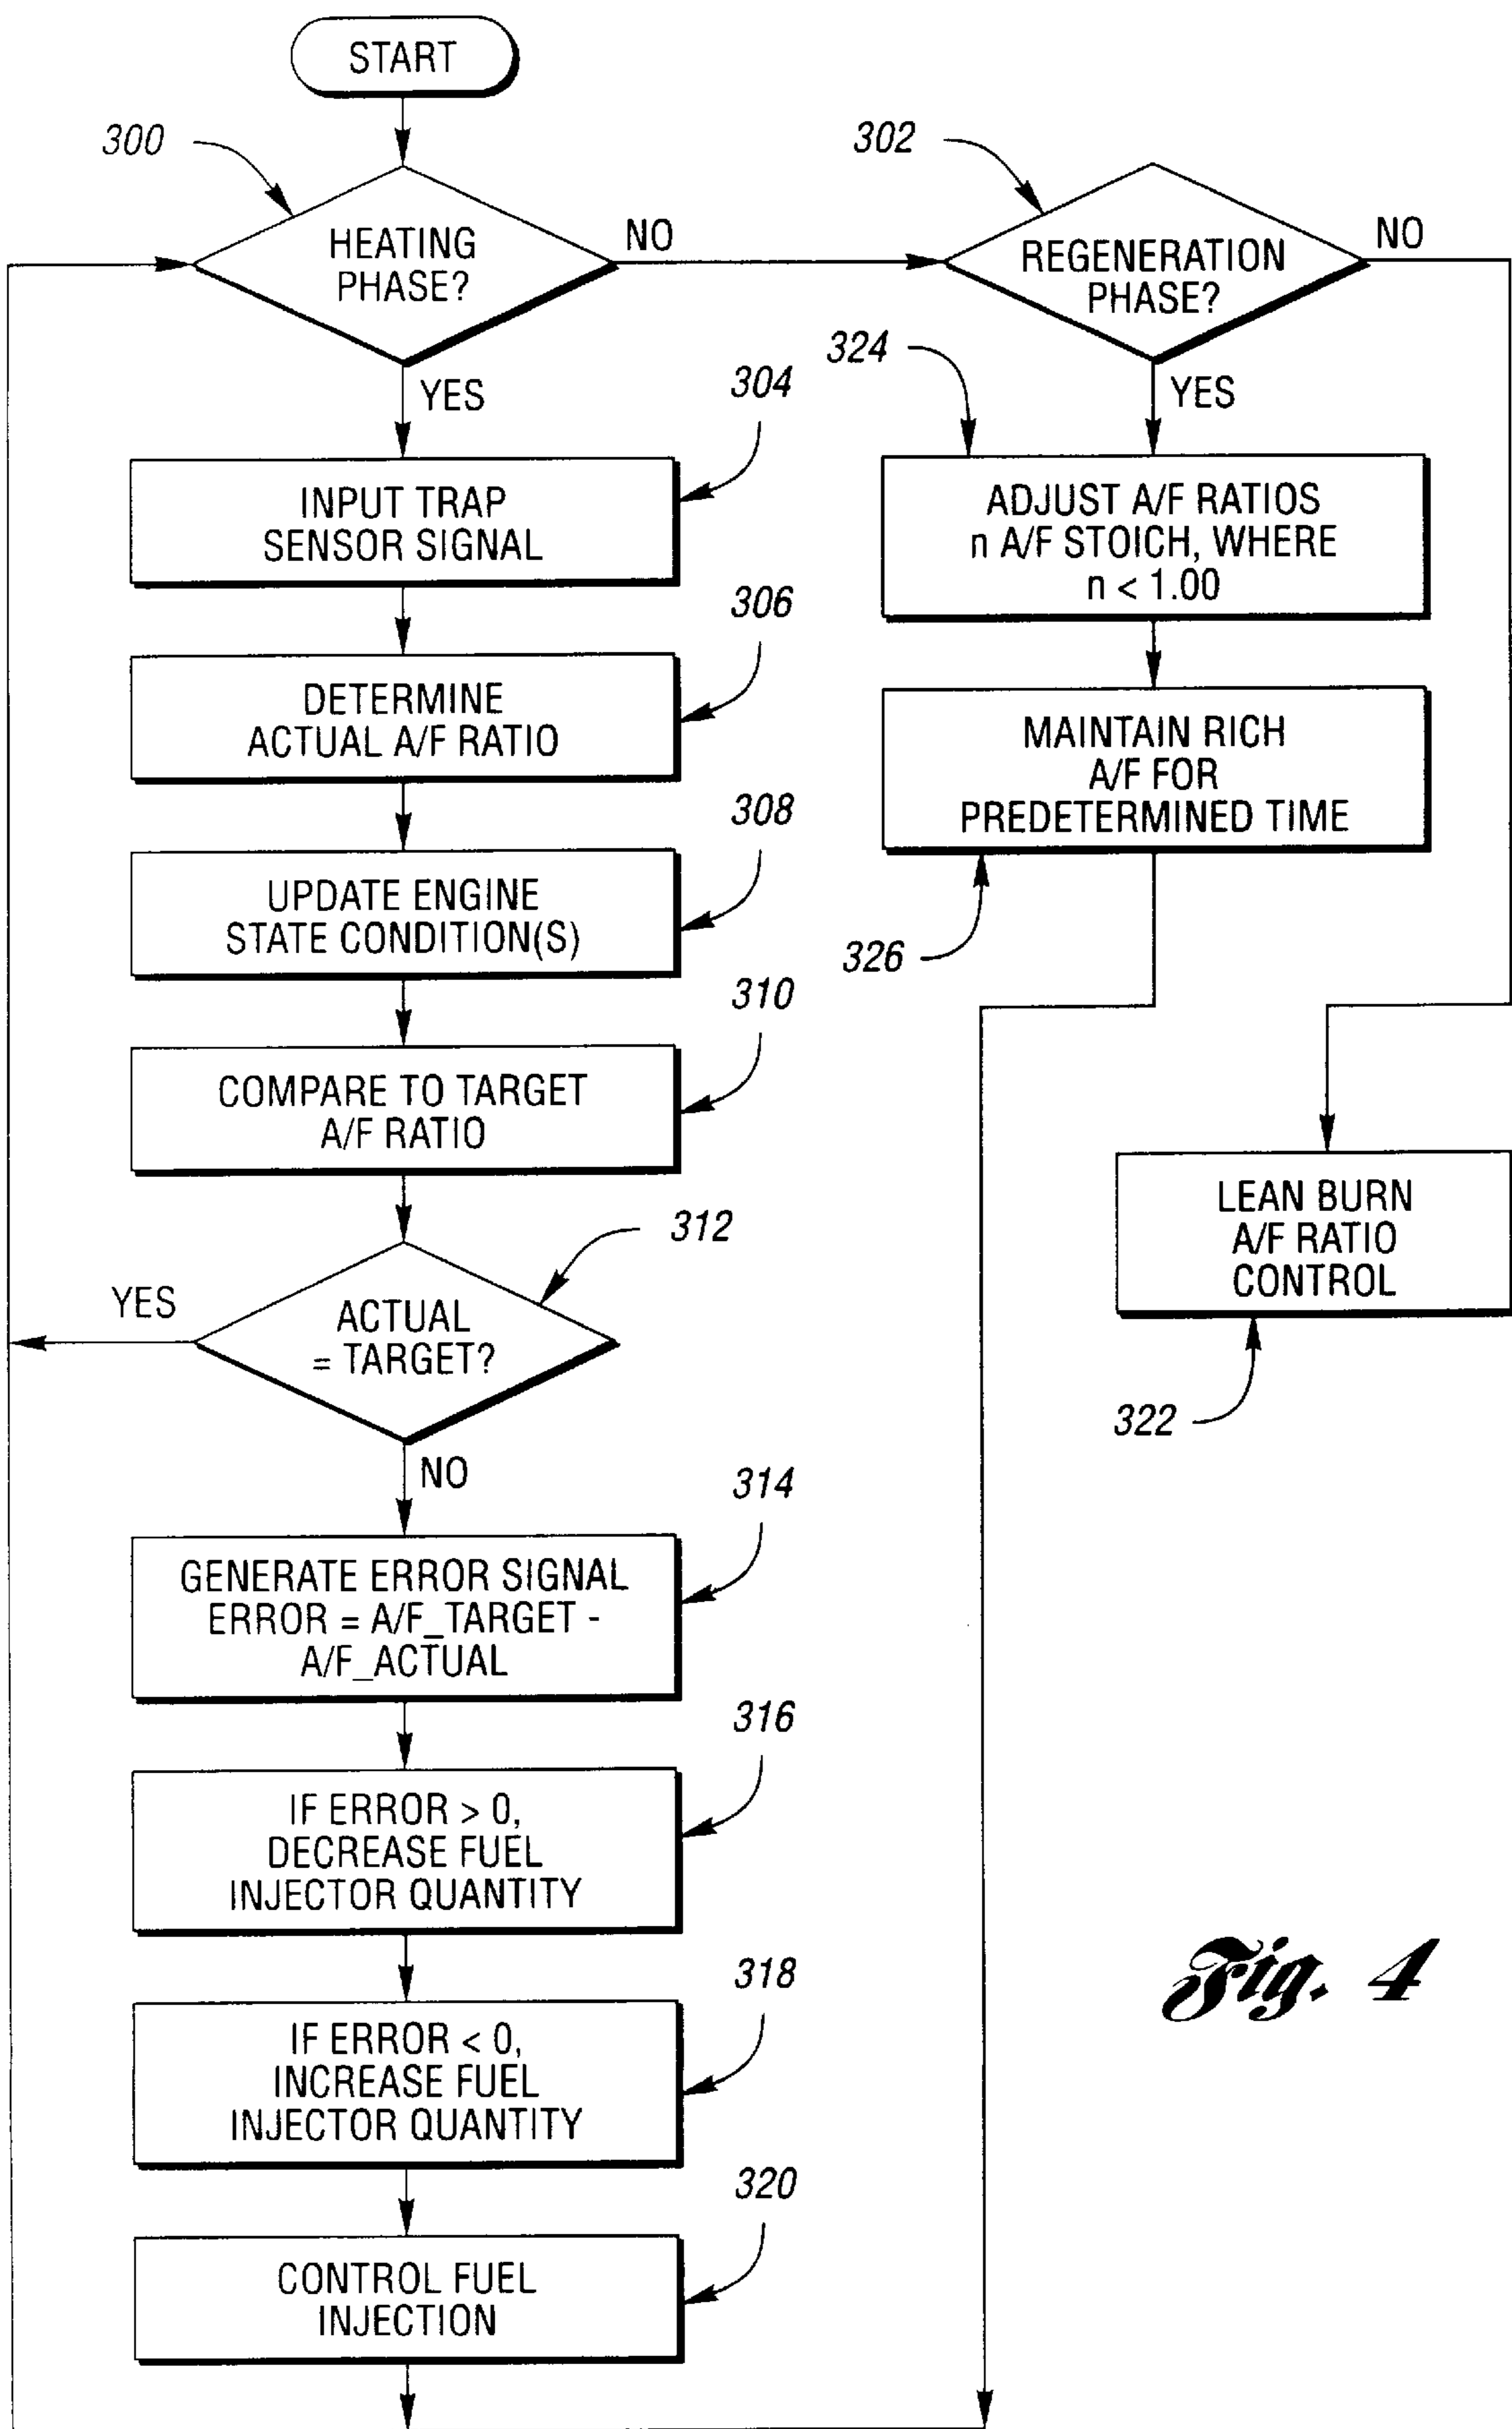 START
300
HEATING
PHASE?
NO
302
REGENERATION
PHASE?
NO
YES
304
INPUT TRAP
SENSOR SIGNAL
306
DETERMINE
ACTUAL A/F RATIO
308
UPDATE ENGINE
STATE CONDITION(S)
310
COMPARE TO TARGET
A/F RATIO
312
ACTUAL
= TARGET?
YES
NO
314
GENERATE ERROR SIGNAL
ERROR = A/F_TARGET -
A/F_ACTUAL
316
IF ERROR > 0,
DECREASE FUEL
INJECTOR QUANTITY
318
IF ERROR < 0,
INCREASE FUEL
INJECTOR QUANTITY
320
CONTROL FUEL
INJECTION
324
YES
ADJUST A/F RATIOS
n A/F STOICH, WHERE
n < 1.00
MAINTAIN RICH
A/F FOR
PREDETERMINED TIME
326
LEAN BURN
A/F RATIO
CONTROL
322
Fig. 4